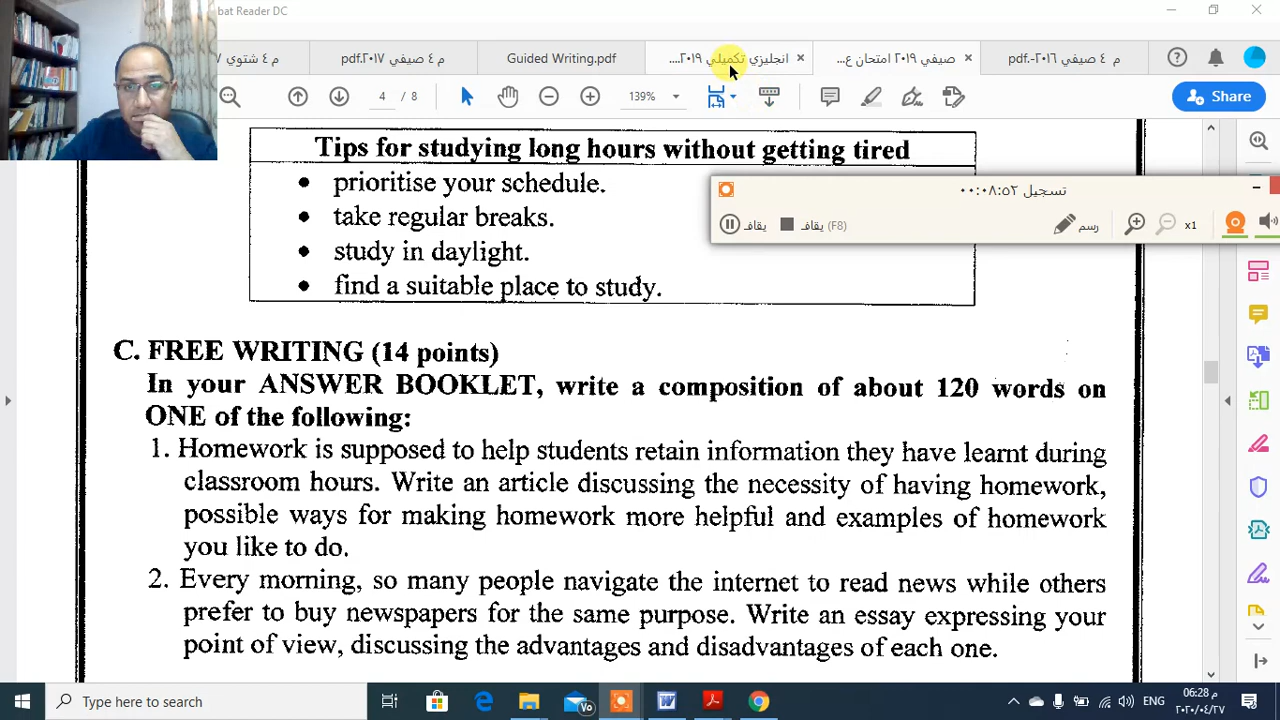 bat Reader DC
م ٤ شتوي ٧
م ٤ صيفي ٢٠١٧.pdf
Guided Writing.pdf
انجليزي تكميلي ٢٠١٩....
صيفي ٢٠١٩ امتحان ع...
م ٤ صيفي ٢٠١٦-.pdf
4 / 8
139%
Share
Tips for studying long hours without getting tired
• prioritise your schedule.
• take regular breaks.
• study in daylight.
• find a suitable place to study.
تسجيل ٠٠:٠٨:٥٢
يقاف
يقاف (F8)
رسم
x1
C. FREE WRITING (14 points)
In your ANSWER BOOKLET, write a composition of about 120 words on
ONE of the following:
1. Homework is supposed to help students retain information they have learnt during
classroom hours. Write an article discussing the necessity of having homework,
possible ways for making homework more helpful and examples of homework
you like to do.
2. Every morning, so many people navigate the internet to read news while others
prefer to buy newspapers for the same purpose. Write an essay expressing your
point of view, discussing the advantages and disadvantages of each one.
Type here to search
ENG
م 06:28
٢٠٢٠/٠٤/٢٧